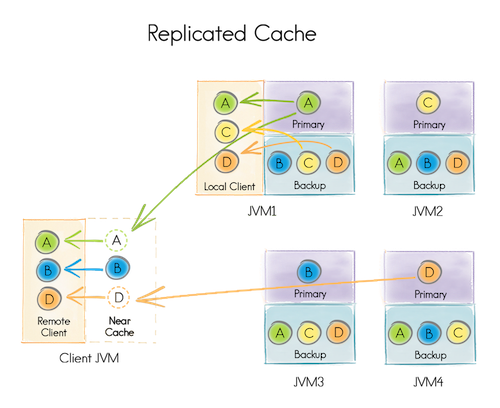 Replicated Cache
A
A
C
C
Primary
Primary
D
B
C
D
A
B
D
Local Client
Backup
Backup
JVM1
JVM2
A
A
B
B
B
D
D
D
Primary
Primary
Remote
Client
Near
Cache
A
C
D
A
B
C
Backup
Backup
Client JVM
JVM3
JVM4